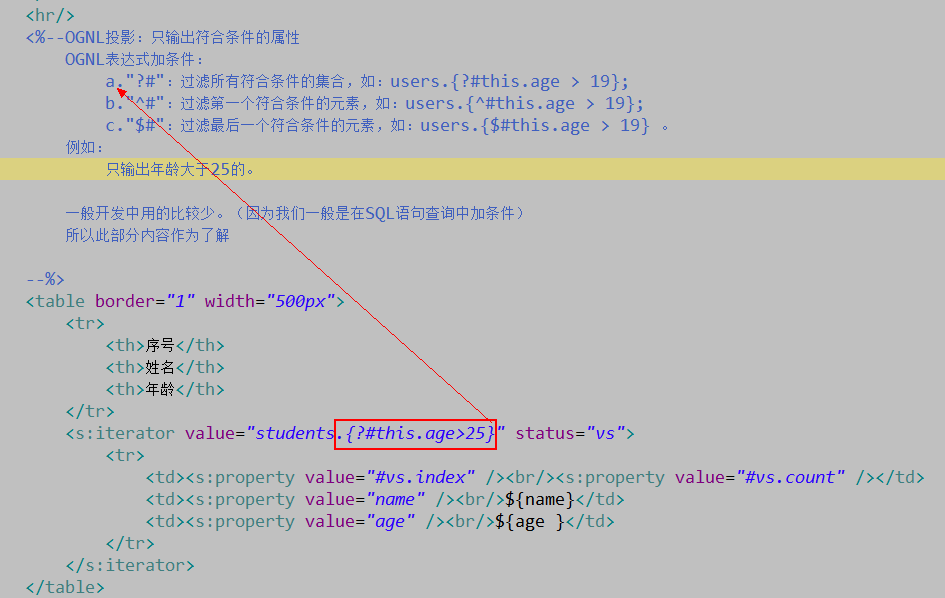 <hr/>
<%--OGNL投影：只输出符合条件的属性
OGNL表达式加条件：
a."?#"：过滤所有符合条件的集合，如：users.{?#this.age > 19};
b."^#"：过滤第一个符合条件的元素，如：users.{^#this.age > 19};
c."$#"：过滤最后一个符合条件的元素，如：users.{$#this.age > 19} 。
例如：
只输出年龄大于25的。
一般开发中用的比较少。（因为我们一般是在SQL语句查询中加条件）
所以此部分内容作为了解
--%>
<table border="1" width="500px">
<tr>
<th>序号</th>
<th>姓名</th>
<th>年龄</th>
</tr>
<s:iterator value="students.{?#this.age>25}" status="vs">
<tr>
<td><s:property value="#vs.index" /><br/><s:property value="#vs.count" /></td>
<td><s:property value="name" /><br/>${name}</td>
<td><s:property value="age" /><br/>${age }</td>
</tr>
</s:iterator>
</table>